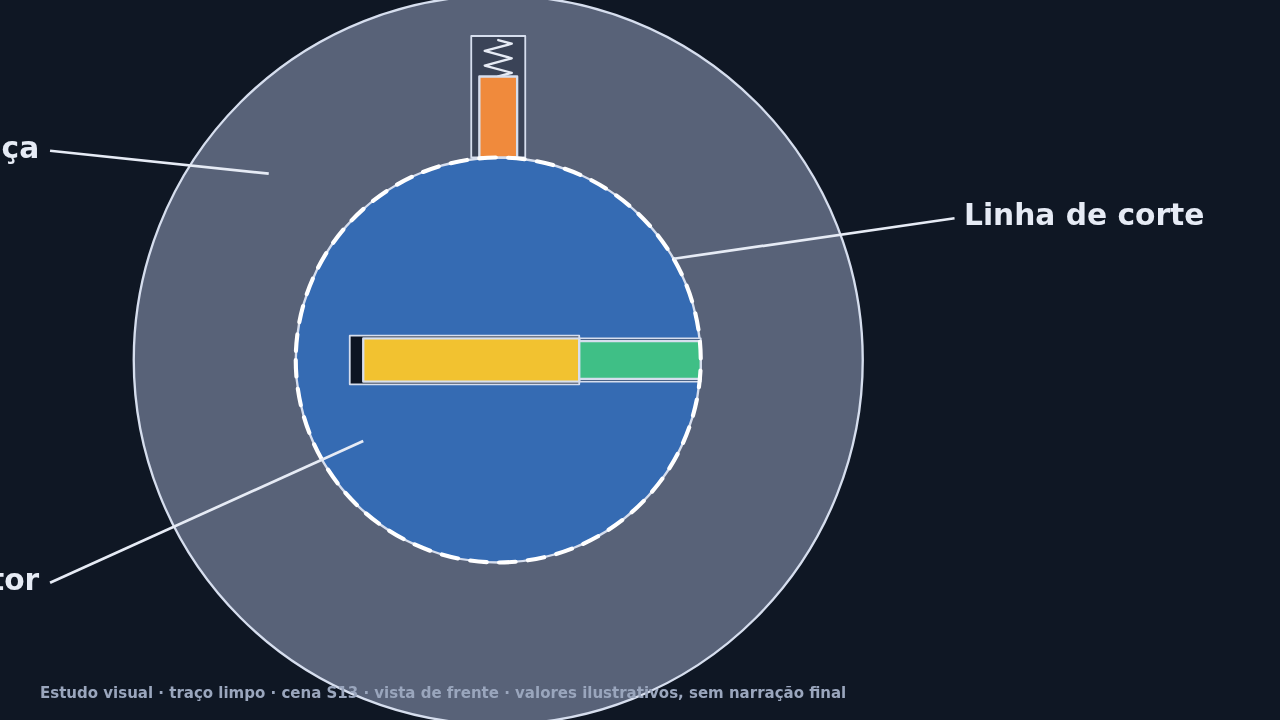 ça
Linha de corte
tor
Estudo visual · traço limpo · cena S13 · vista de frente · valores ilustrativos, sem narração final